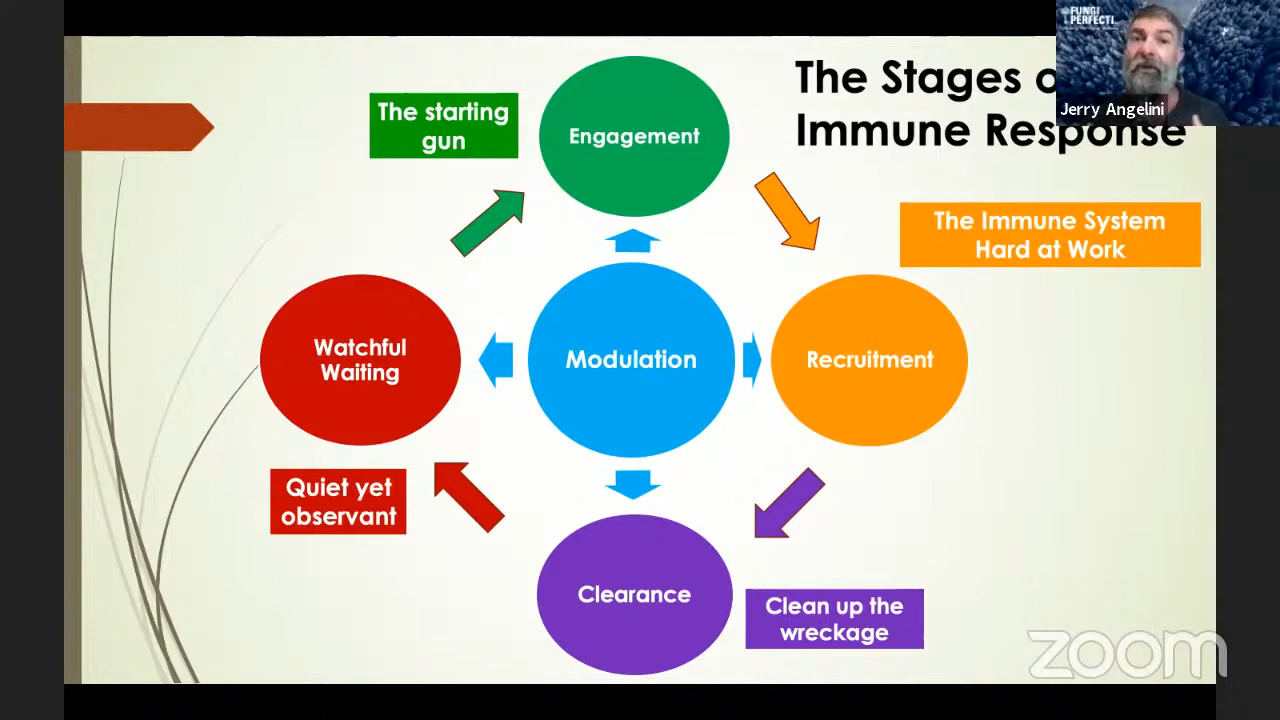 FUNGI
PERFECTI
Jerry Angelini
The Stages
Immune Response
The starting
gun
Engagement
The Immune System
Hard at Work
Watchful
Waiting
Modulation
Recruitment
Quiet yet
observant
Clearance
Clean up the
wreckage
zoom